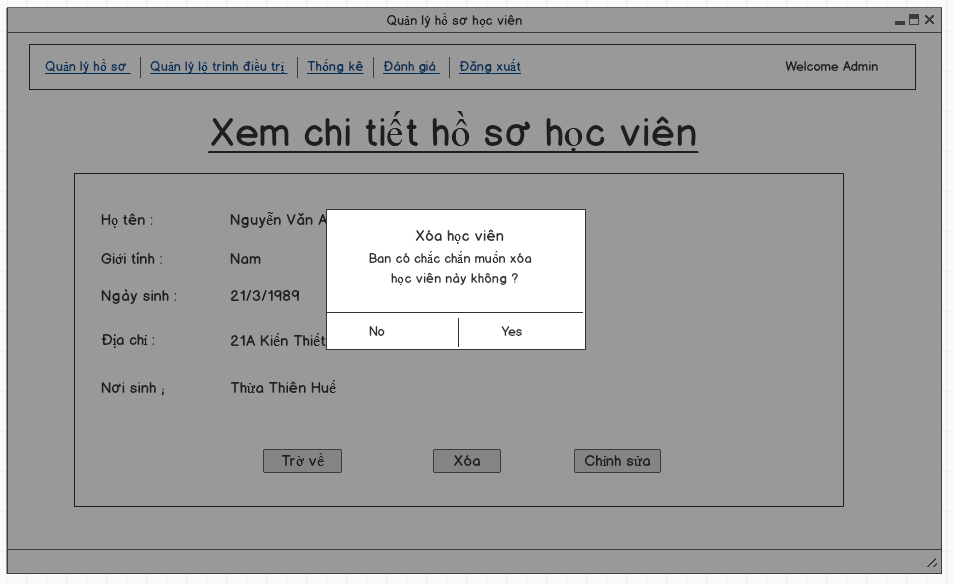 Quản lý hồ sơ học viên
Quản lý hồ sơ
Quản lý lộ trình điều trị
Thống kê
Đánh giá
Đăng xuất
Welcome Admin
Xem chi tiết hồ sơ học viên
Họ tên :
Nguyễn Văn A
Giới tính :
Nam
Ngày sinh :
21/3/1989
Địa chỉ :
21A Kiến Thiết
Nơi sinh ;
Thừa Thiên Huế
Xóa học viên
Ban có chắc chắn muốn xóa
học viên này không ?
No
Yes
Trở về
Xóa
Chỉnh sửa